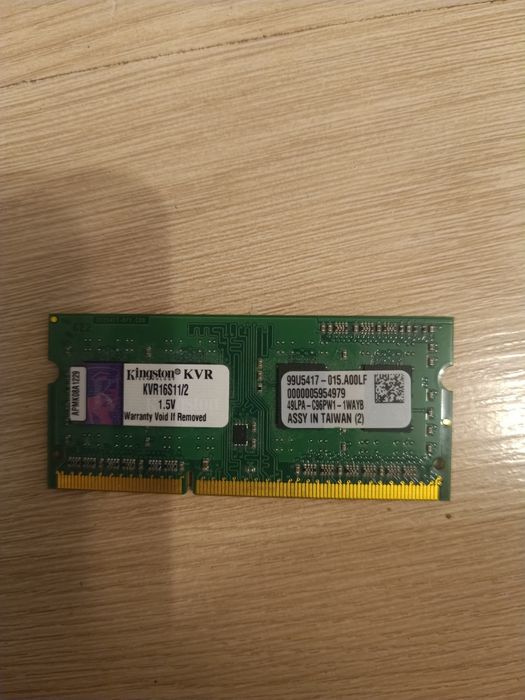 Kingston® KVR
KVR16S11/2
1.5V
Warranty Void If Removed
APMK08A1229
99U5417-015.A00LF
0000005954979
49LPA-C96PW1-1WAYB
ASSY IN TAIWAN (2)